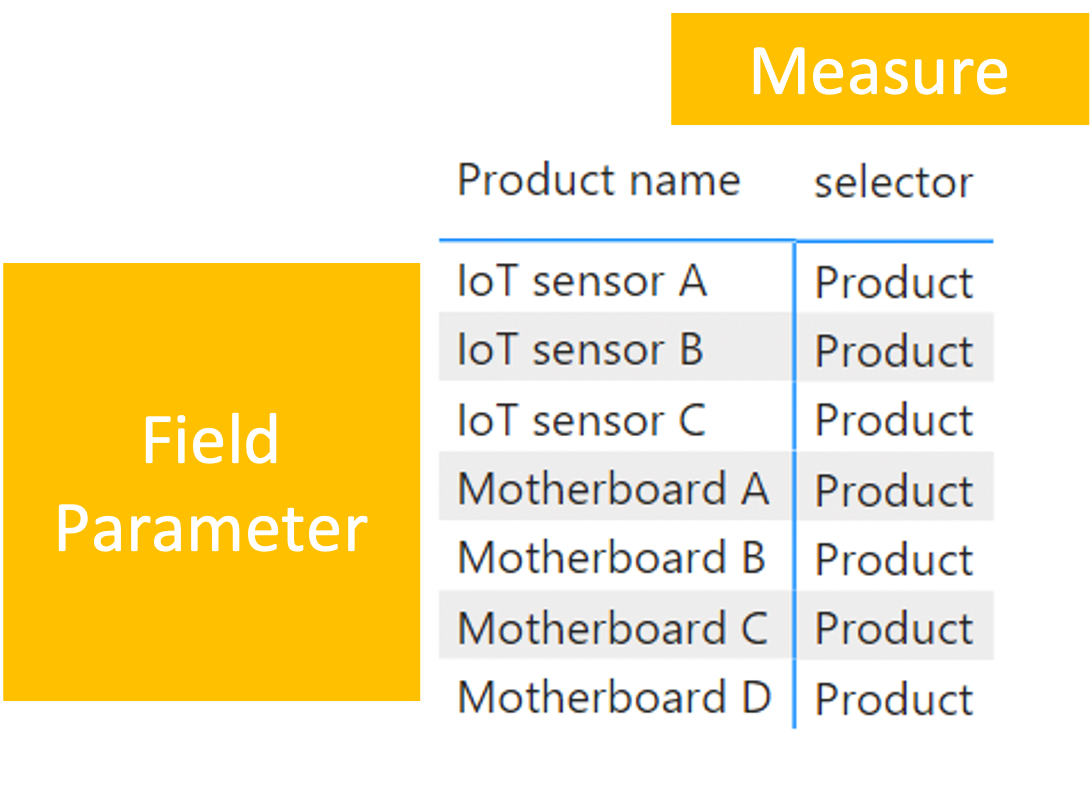 Measure
Product name selector
IoT sensor A Product
IoT sensor B Product
IoT sensor C Product
Motherboard A Product
Motherboard B Product
Motherboard C Product
Motherboard D Product
Field
Parameter